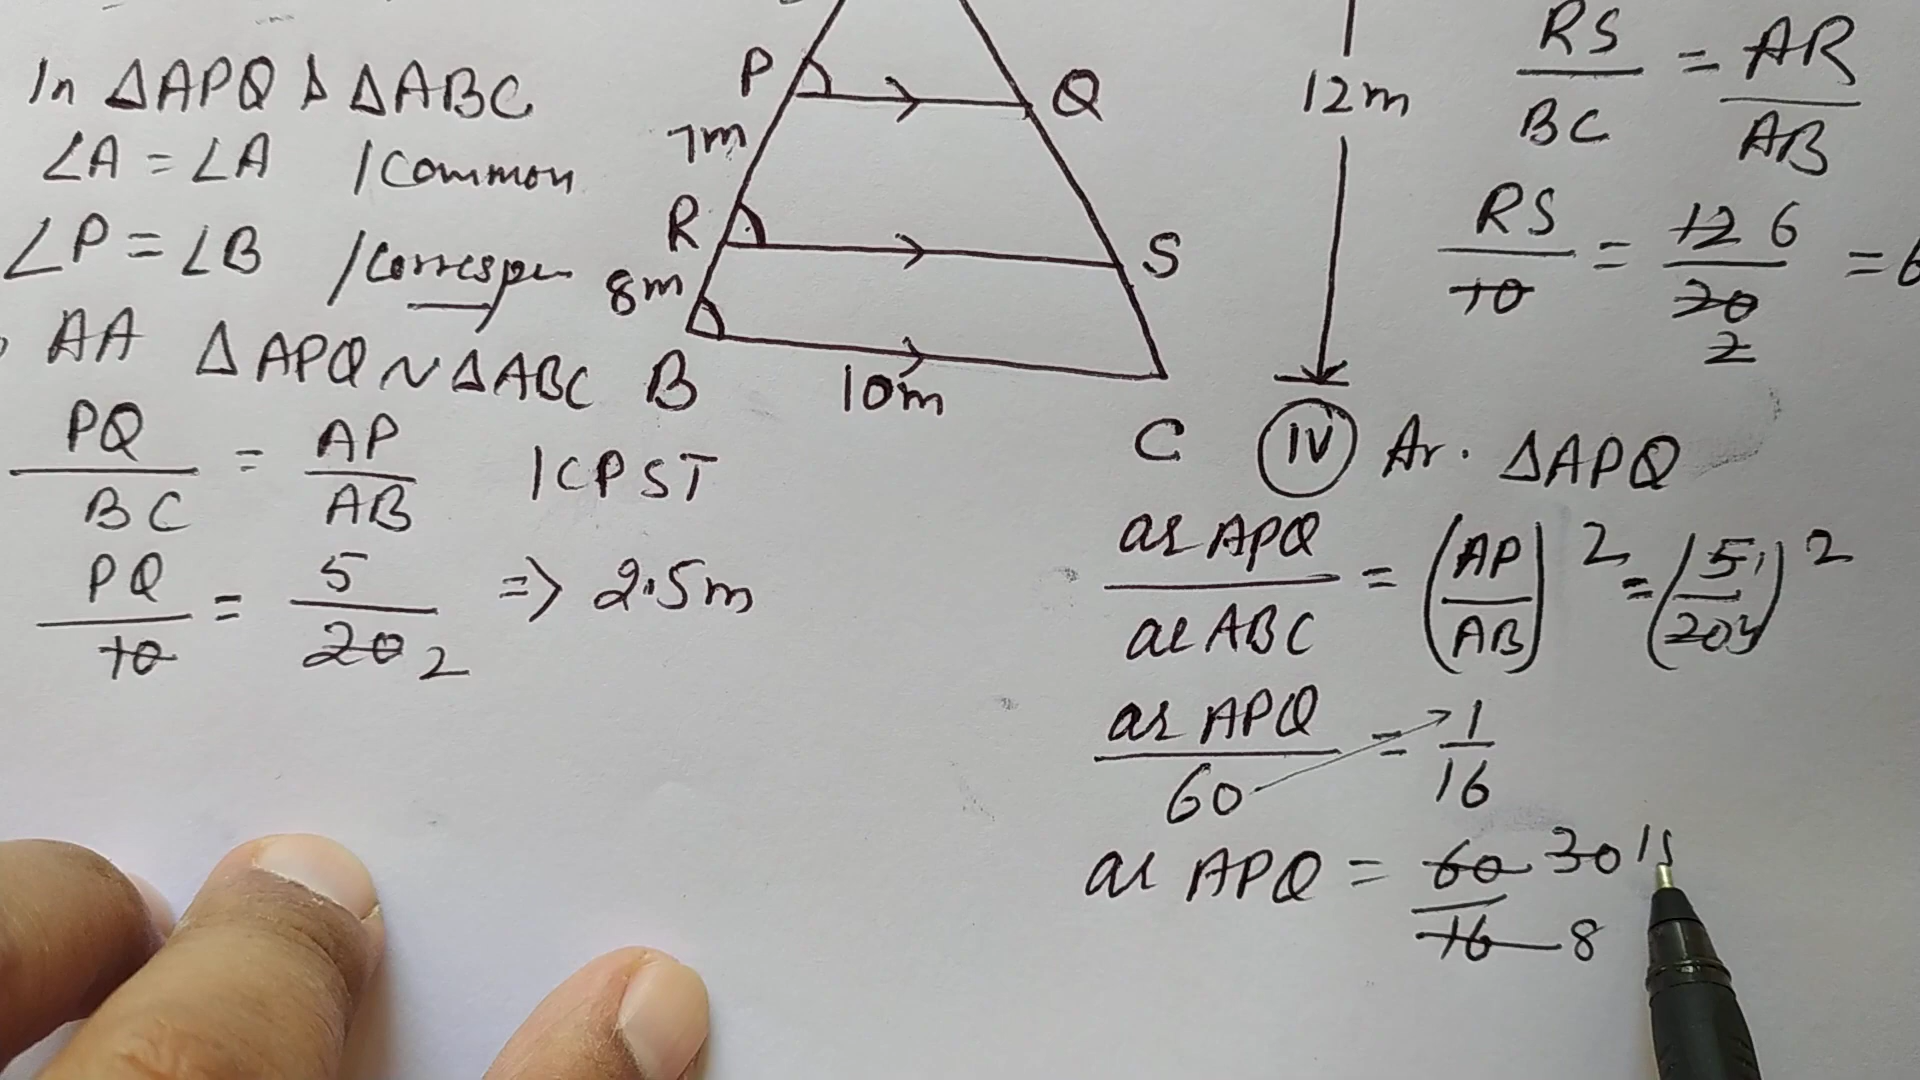 In ΔAPQ & ΔABC
∠A = ∠A /Common
∠P = ∠B /Correspon
AA ΔAPQ ~ ΔABC
PQ/BC = AP/AB /CPST
PQ/10 = 5/20 2 => 2.5m
P
Q
7m
R
S
8m
B
10m
C
12m
RS/BC = AR/AB
RS/10 = 12 6/20 2 = 6
(IV) Ar. ΔAPQ
ar APQ/ar ABC = (AP/AB)2 = (5 1/20 4)2
ar APQ/60 = 1/16
ar APQ = 60 30 15/16 8